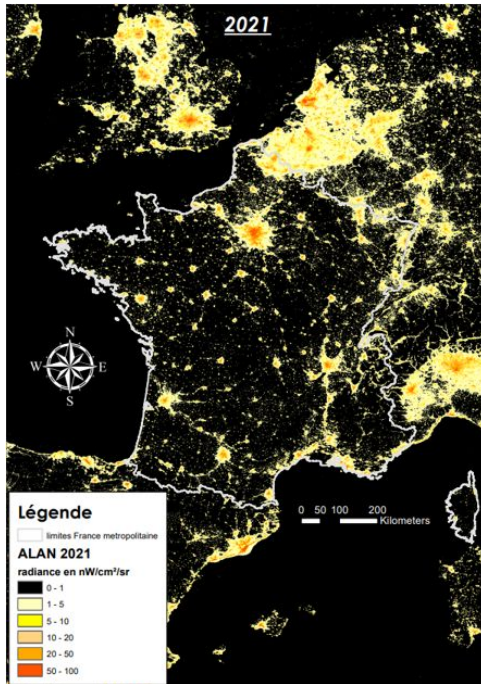 2021
N
W E
S
0 50 100 200
Kilometers
Légende
limites France metropolitaine
ALAN 2021
radiance en nW/cm²/sr
0 - 1
1 - 5
5 - 10
10 - 20
20 - 50
50 - 100